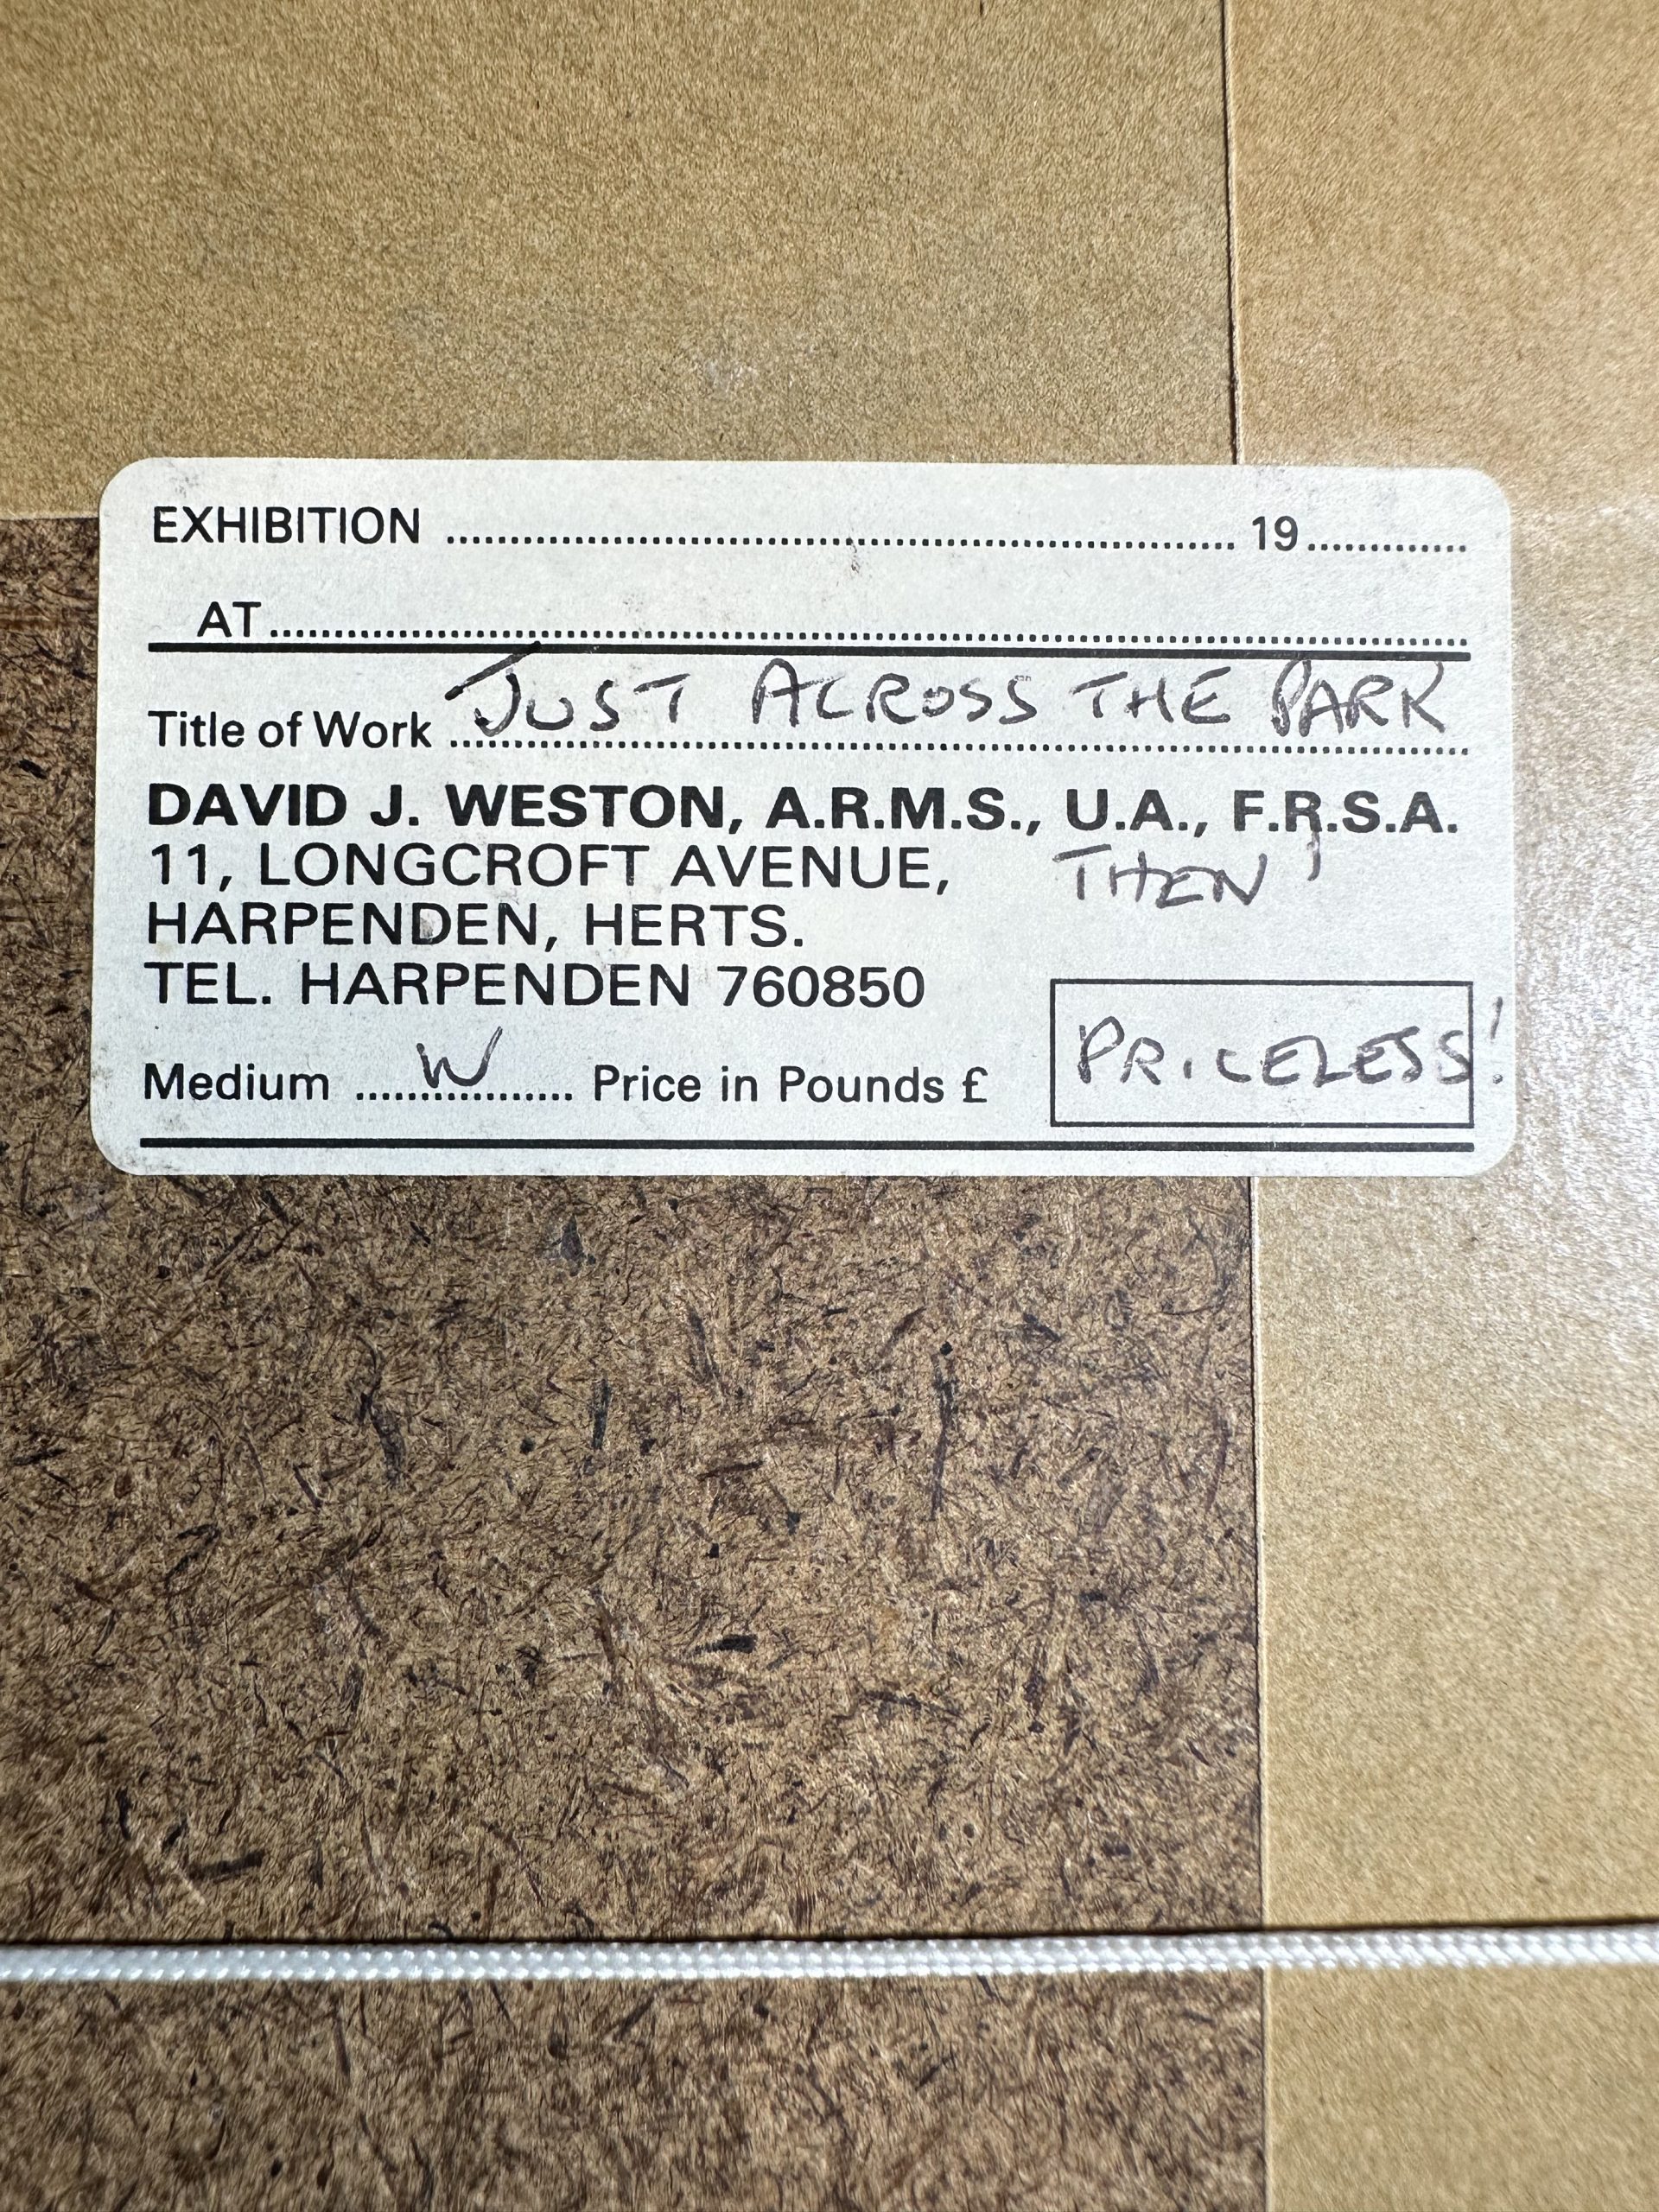 EXHIBITION .................... 19..........
AT....................
Title of Work JUST ACROSS THE PARK
DAVID J. WESTON, A.R.M.S., U.A., F.R.S.A.
11, LONGCROFT AVENUE, THEN '
HARPENDEN, HERTS.
TEL. HARPENDEN 760850
Medium W Price in Pounds £ PRICELESS!